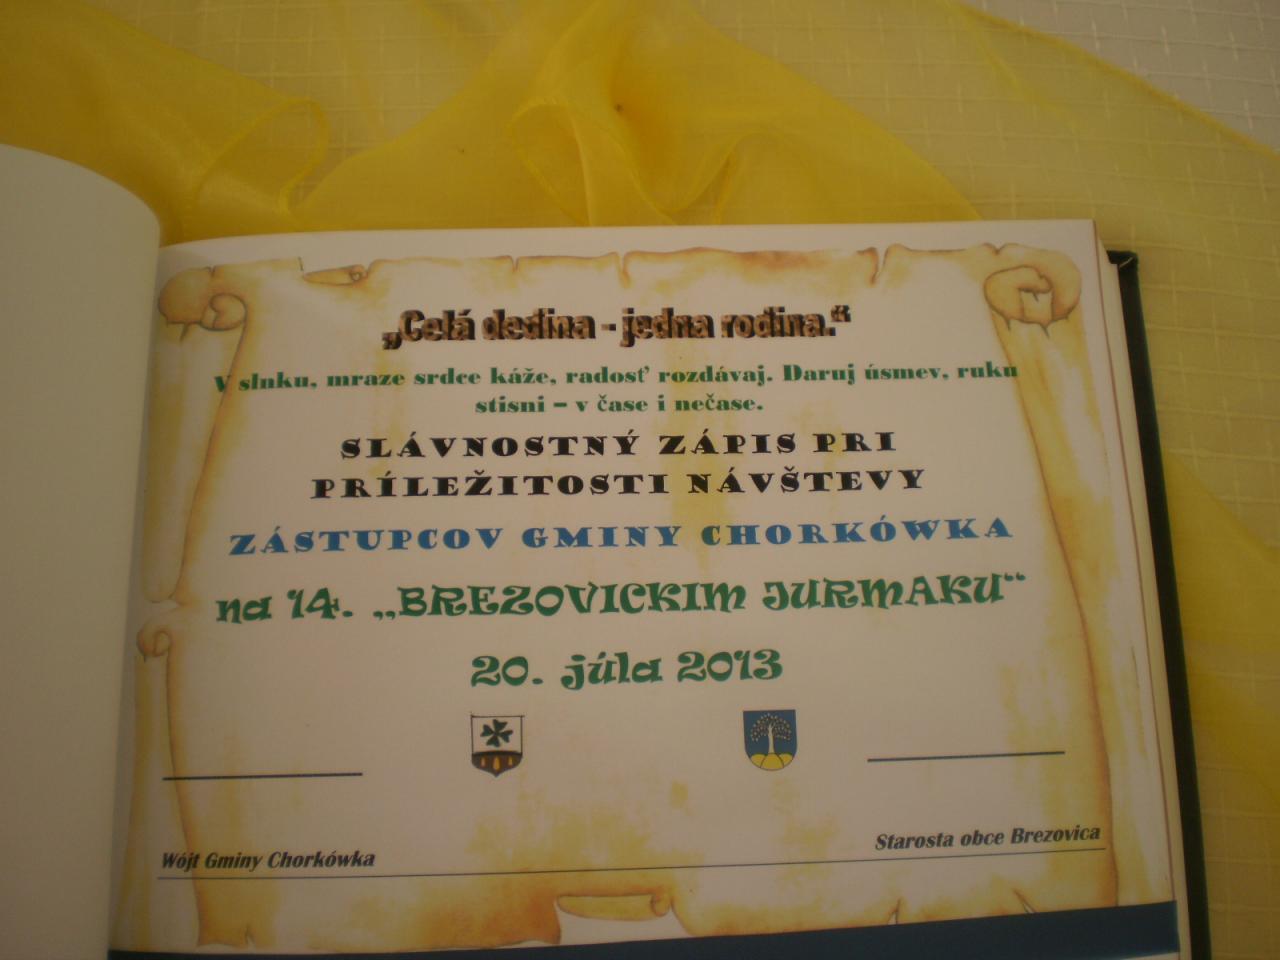 „Celá dedina - jedna rodina.“
V slnku, mraze srdce káže, radosť rozdávaj. Daruj úsmev, ruku
stisni – v čase i nečase.
SLÁVNOSTNÝ ZÁPIS PRI
PRÍLEŽITOSTI NÁVŠTEVY
ZÁSTUPCOV GMINY CHORKÓWKA
na 14. „BREZOVICKIM JURMAKU“
20. júla 2013
Wójt Gminy Chorkówka
Starosta obce Brezovica